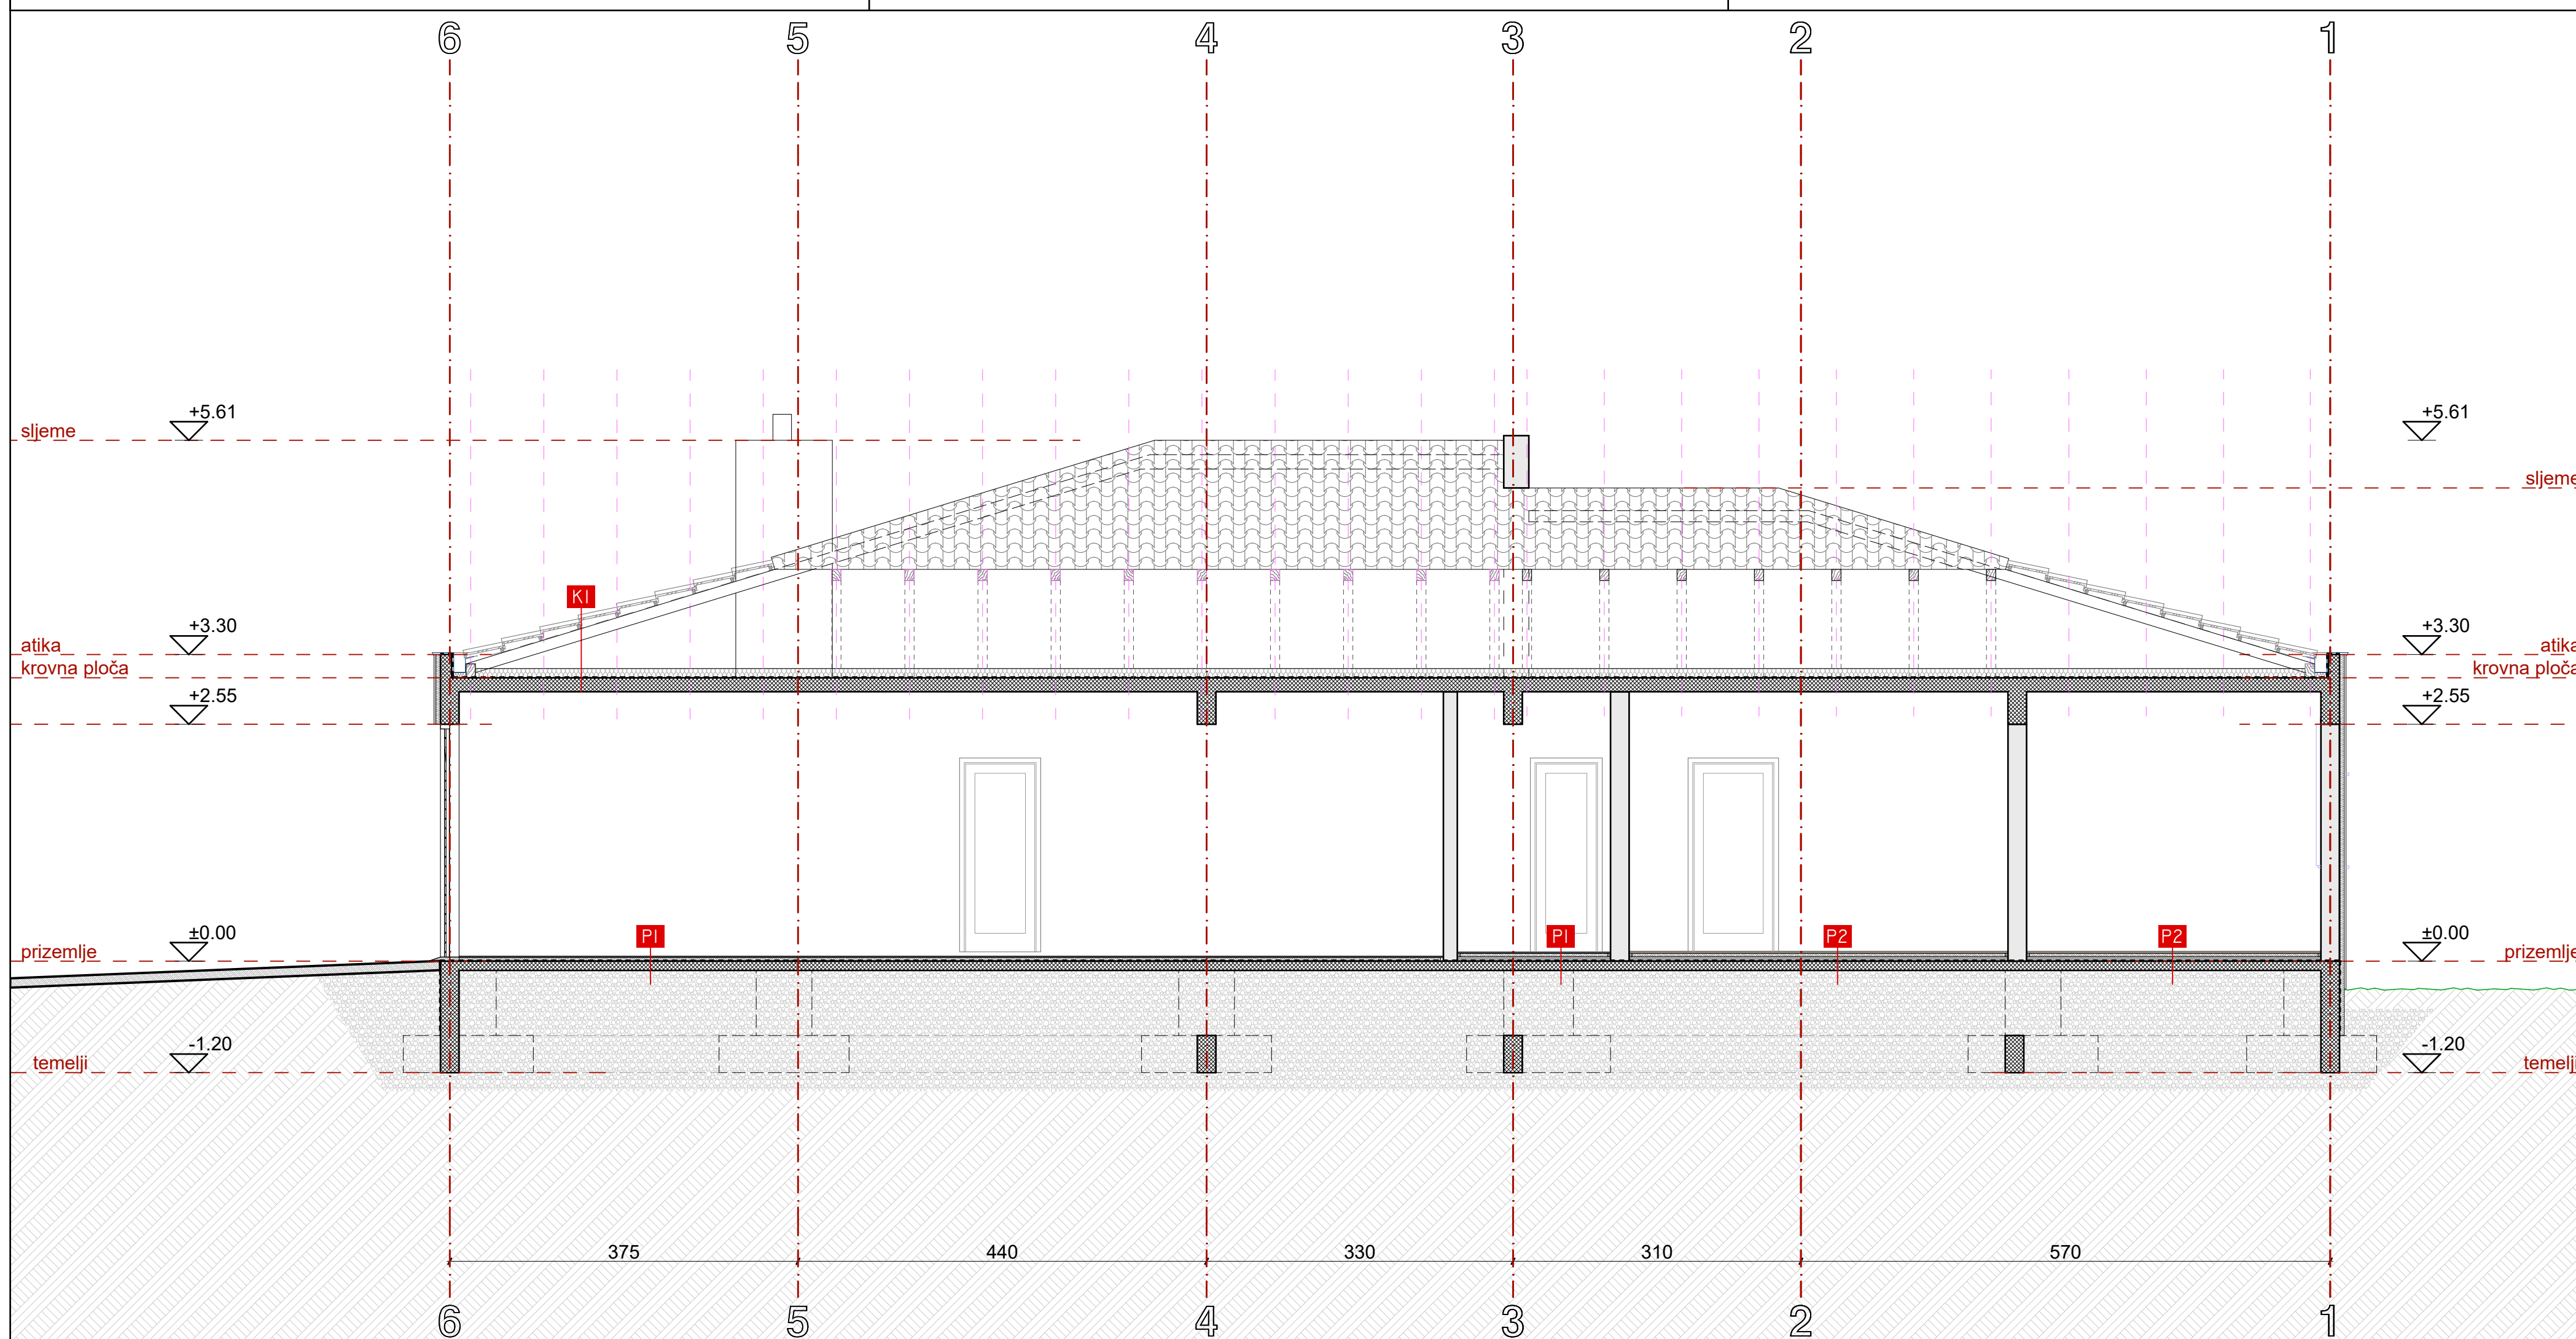 6 5 4 3 2 1
+5.61 +5.61
sljeme
sljeme
K1
+3.30 +3.30
atika atika
krovna ploča krovna ploča
+2.55 +2.55
±0.00 P1 P1 P2 P2 ±0.00
prizemlje prizemlje
-1.20 -1.20
temelji temelji
375 440 330 310 570
6 5 4 3 2 1